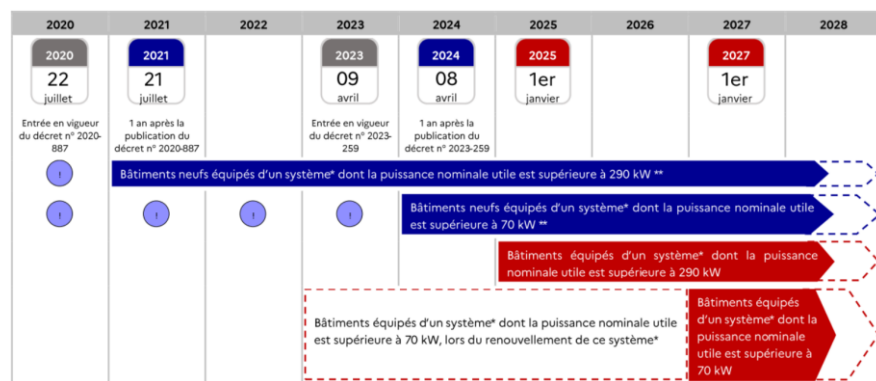 2020 2021 2022 2023 2024 2025 2026 2027 2028
2020
22
juillet
2021
21
juillet
2023
09
avril
2024
08
avril
2025
1er
janvier
2027
1er
janvier
Entrée en vigueur
du décret n° 2020-
887
1 an après la
publication du
décret n° 2020-887
Entrée en vigueur
du décret n° 2023-
259
1 an après la
publication du
décret n° 2023-259
! Bâtiments neufs équipés d'un système* dont la puissance nominale utile est supérieure à 290 kW **
! ! ! !
Bâtiments neufs équipés d'un système* dont la puissance nominale utile
est supérieure à 70 kW **
Bâtiments équipés d'un système* dont la puissance
nominale utile est supérieure à 290 kW
Bâtiments équipés d'un système* dont la puissance nominale utile
est supérieure à 70 kW, lors du renouvellement de ce système*
Bâtiments équipés
d'un système* dont la
puissance nominale
utile est supérieure à
70 kW